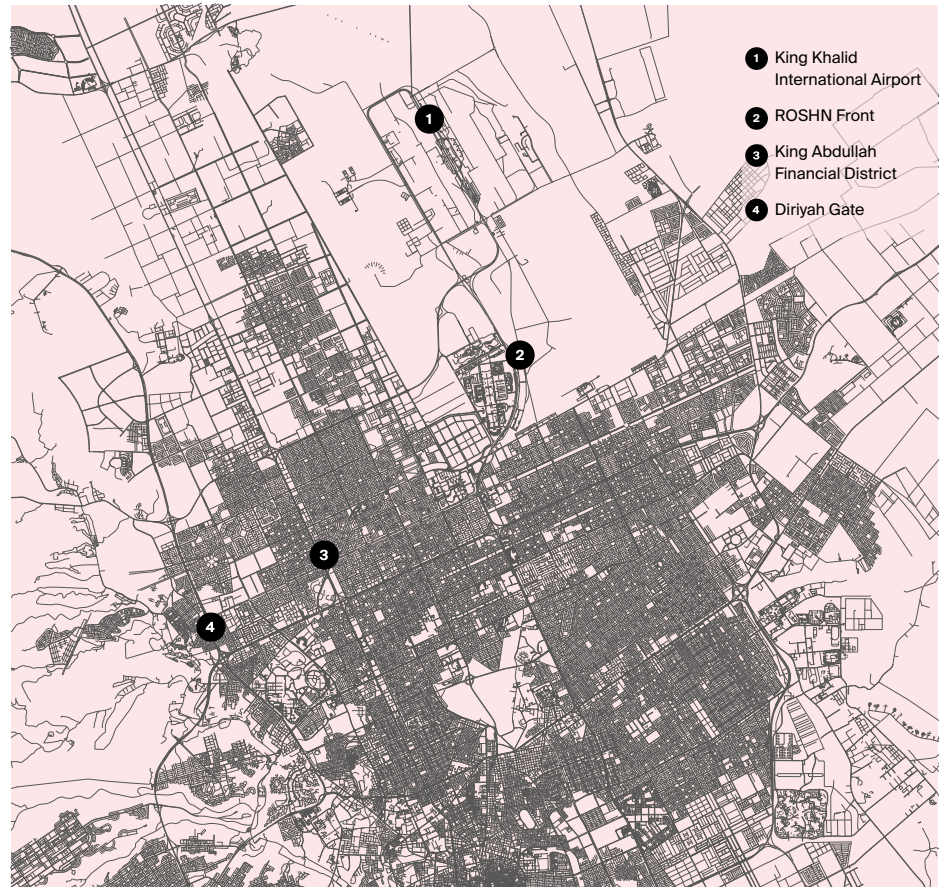 1 King Khalid
International Airport
2 ROSHN Front
3 King Abdullah
Financial District
4 Diriyah Gate
1
2
3
4